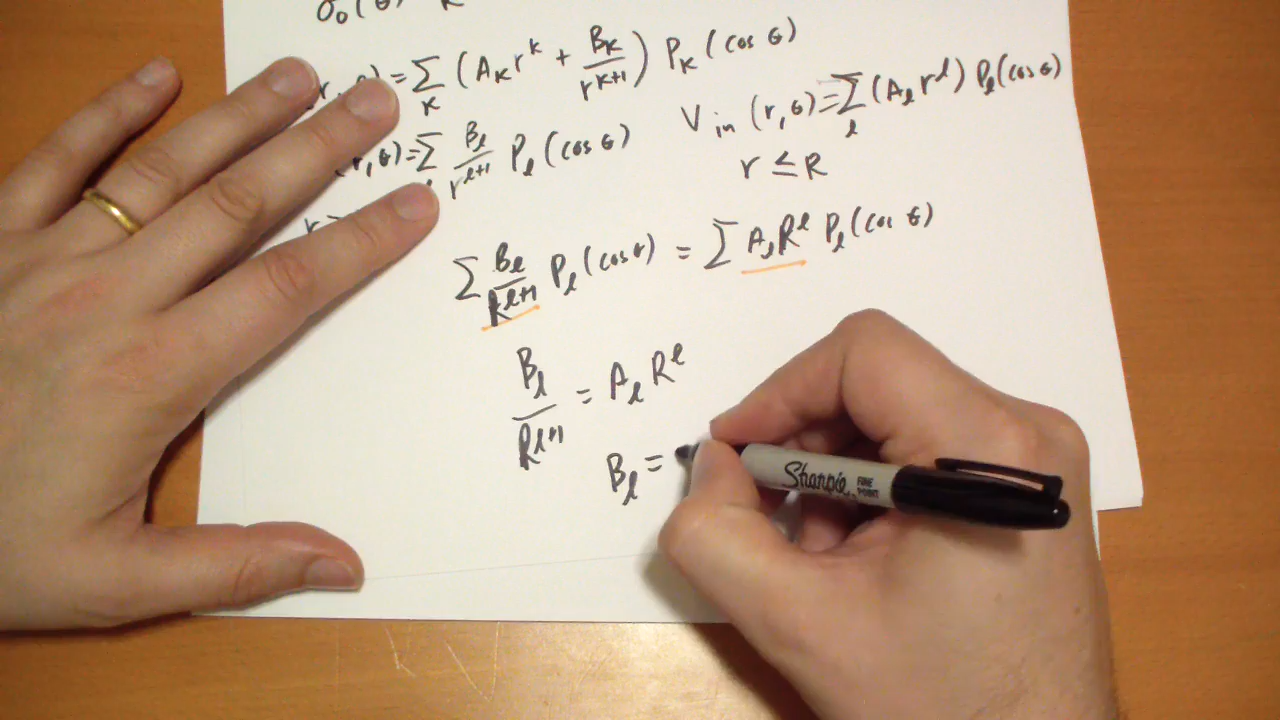 σ₀(θ) k
r, θ) = Σ_k (A_k r^k + B_k / r^{k+1}) P_k (cos θ)
V_in (r, θ) = Σ_l (A_l r^l) P_l (cos θ)
r ≤ R
(r, θ) = Σ B_l / r^{l+1} P_l (cos θ)
r ≥
Σ B_l / R^{l+1} P_l (cos θ) = Σ A_l R^l P_l (cos θ)
B_l / R^{l+1} = A_l R^l
B_l =
Sharpie. FINE POINT